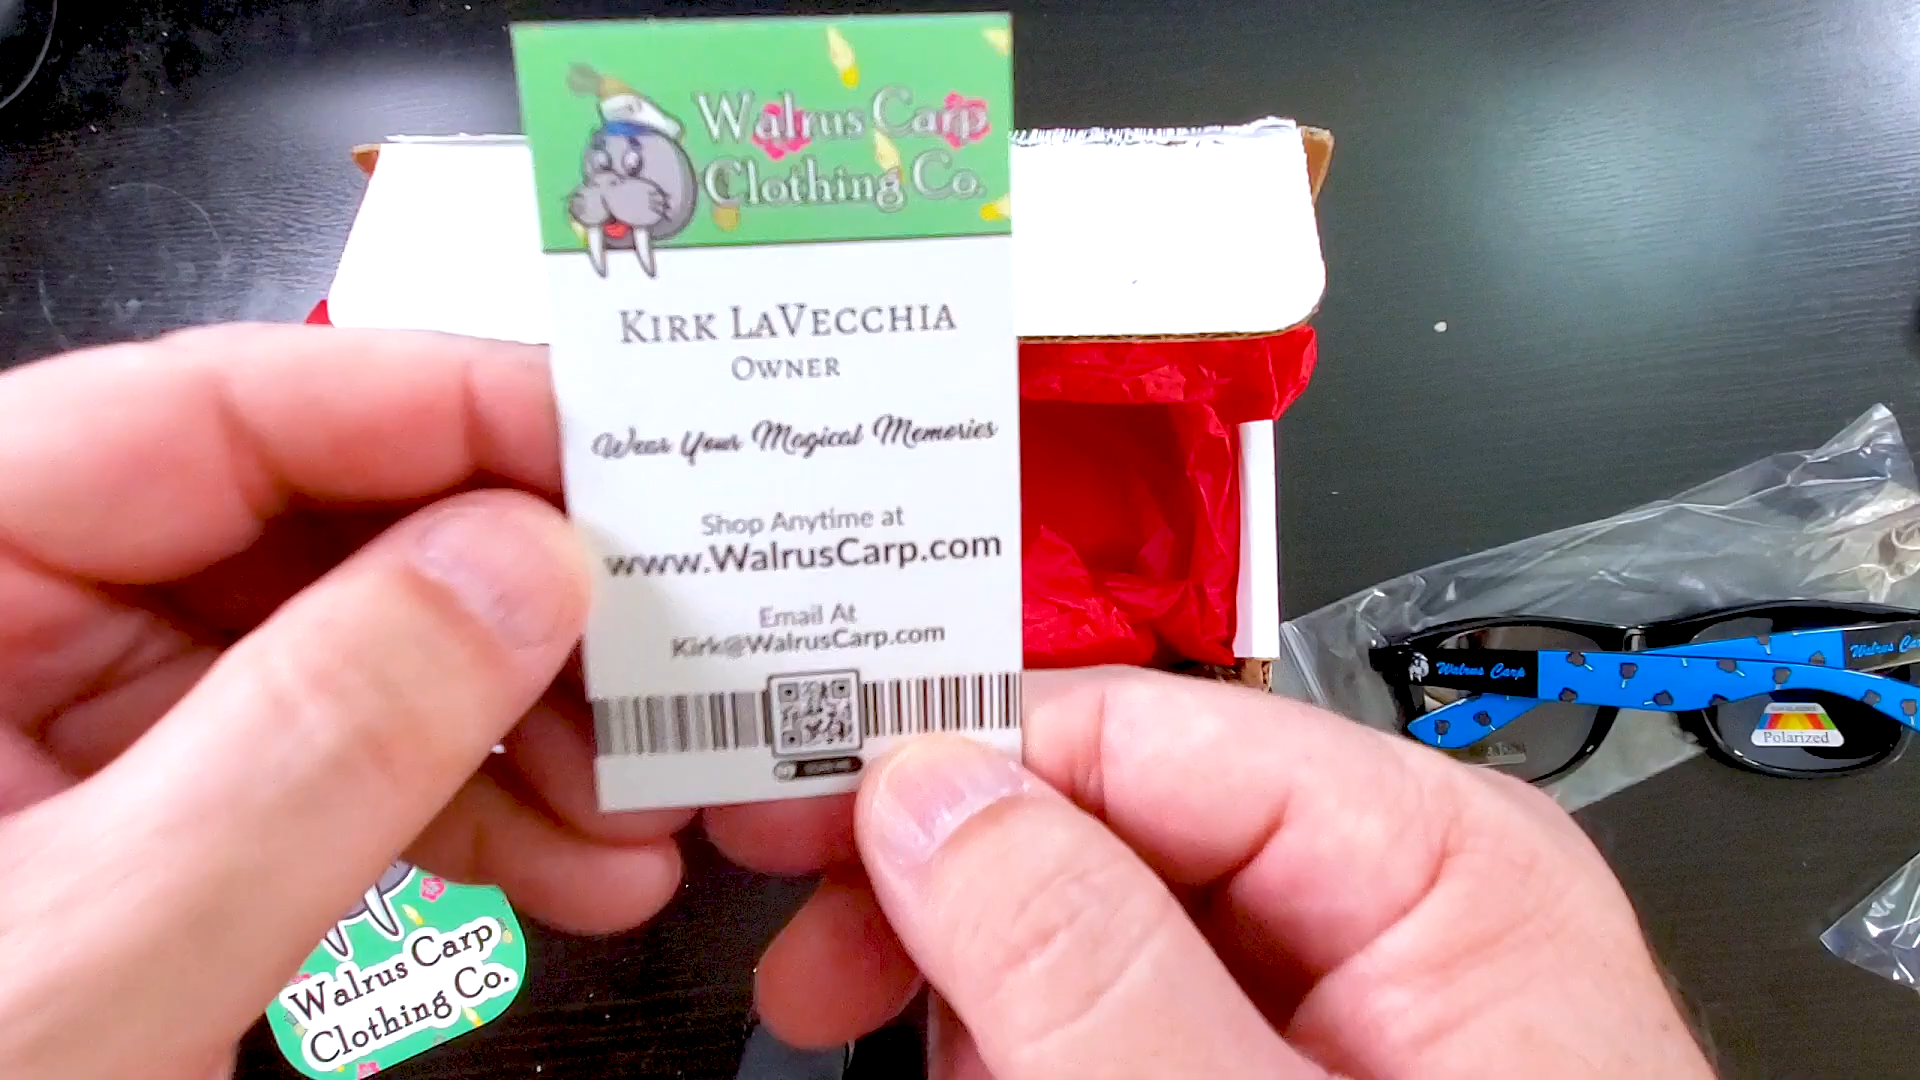 Walrus Carp
Clothing Co.
KIRK LAVECCHIA
OWNER
Wear Your Magical Memories
Shop Anytime at
www.WalrusCarp.com
Email At
Kirk@WalrusCarp.com
Walrus Carp
Walrus Car
Polarized
Walrus Carp
Clothing Co.